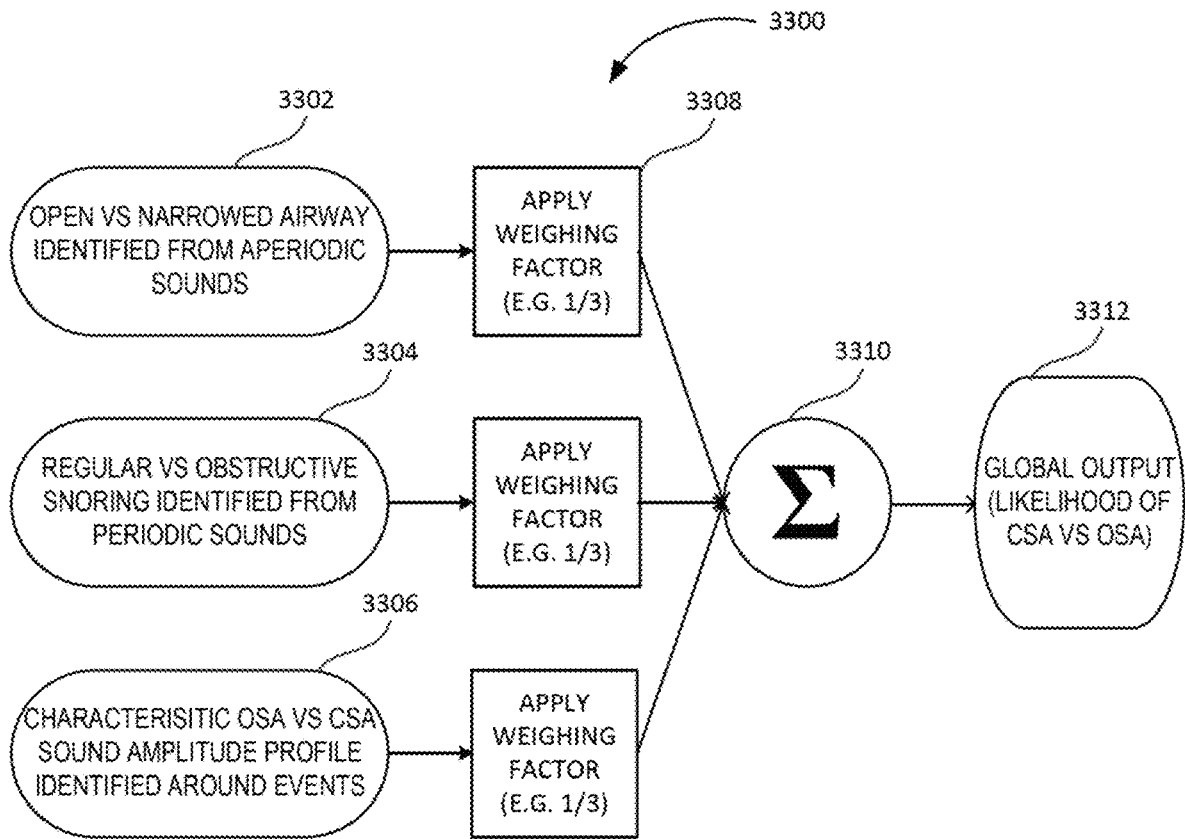 3300
3302
3308
OPEN VS NARROWED AIRWAY
IDENTIFIED FROM APERIODIC
SOUNDS
APPLY
WEIGHING
FACTOR
(E.G. 1/3)
3304
3310
3312
REGULAR VS OBSTRUCTIVE
SNORING IDENTIFIED FROM
PERIODIC SOUNDS
APPLY
WEIGHING
FACTOR
(E.G. 1/3)
Σ
GLOBAL OUTPUT
(LIKELIHOOD OF
CSA VS OSA)
3306
CHARACTERISITIC OSA VS CSA
SOUND AMPLITUDE PROFILE
IDENTIFIED AROUND EVENTS
APPLY
WEIGHING
FACTOR
(E.G. 1/3)